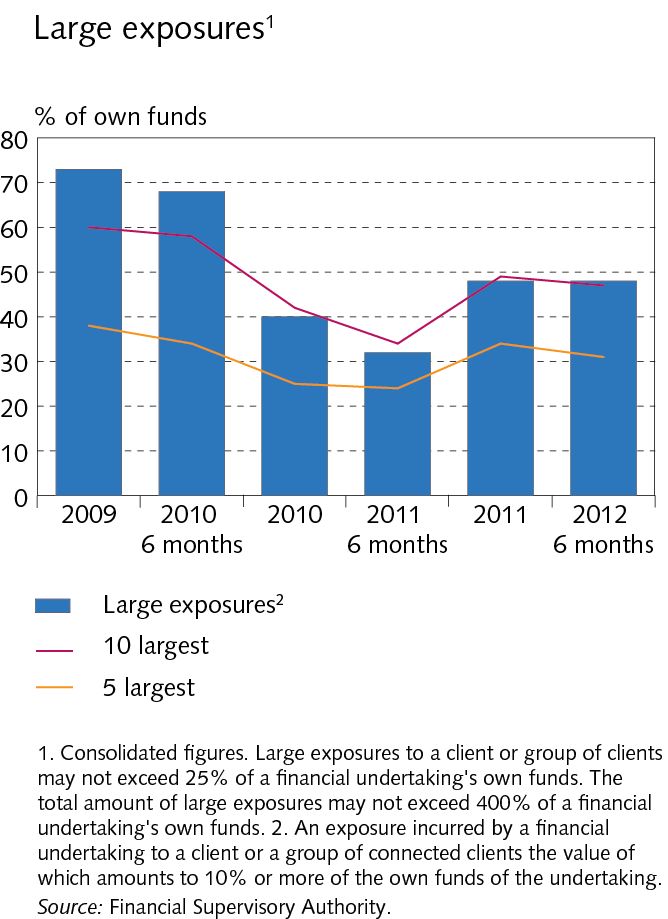 Large exposures¹
% of own funds
80
70
60
50
40
30
20
10
0
2009 2010 2010 2011 2011 2012
6 months 6 months 6 months
Large exposures²
10 largest
5 largest
1. Consolidated figures. Large exposures to a client or group of clients
may not exceed 25% of a financial undertaking's own funds. The
total amount of large exposures may not exceed 400% of a financial
undertaking's own funds. 2. An exposure incurred by a financial
undertaking to a client or a group of connected clients the value of
which amounts to 10% or more of the own funds of the undertaking.
Source: Financial Supervisory Authority.